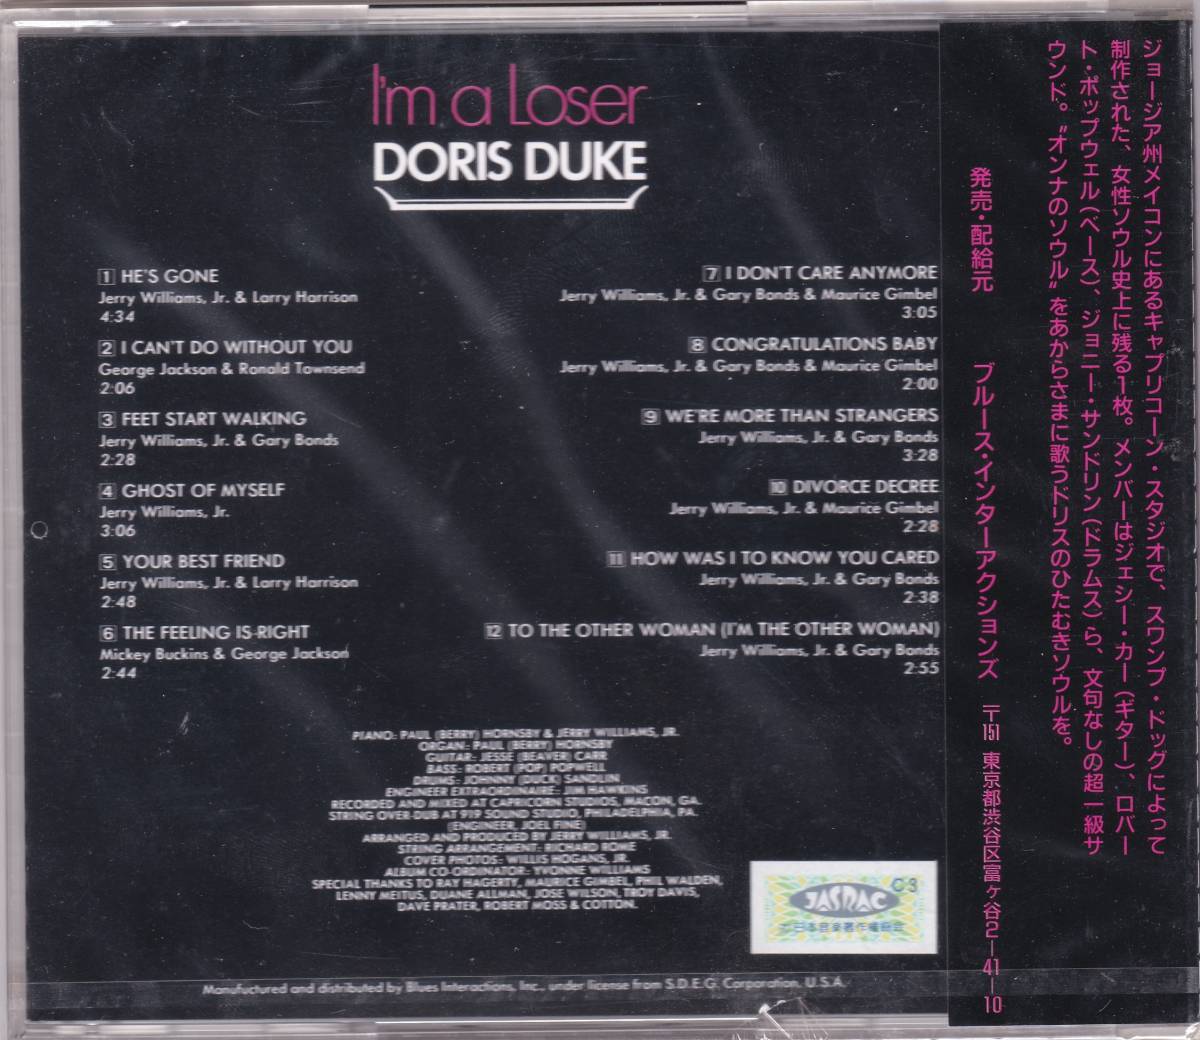 I'm a Loser
DORIS DUKE
1 HE'S GONE
Jerry Williams, Jr. & Larry Harrison
4:34
2 I CAN'T DO WITHOUT YOU
George Jackson & Ronald Townsend
2:06
3 FEET START WALKING
Jerry Williams, Jr. & Gary Bonds
2:28
4 GHOST OF MYSELF
Jerry Williams, Jr.
3:06
5 YOUR BEST FRIEND
Jerry Williams, Jr. & Larry Harrison
2:48
6 THE FEELING IS RIGHT
Mickey Buckins & George Jackson
2:44
7 I DON'T CARE ANYMORE
Jerry Williams, Jr. & Gary Bonds & Maurice Gimbel
3:05
8 CONGRATULATIONS BABY
Jerry Williams, Jr. & Gary Bonds & Maurice Gimbel
2:00
9 WE'RE MORE THAN STRANGERS
Jerry Williams, Jr. & Gary Bonds
3:28
10 DIVORCE DECREE
Jerry Williams, Jr. & Maurice Gimbel
2:28
11 HOW WAS I TO KNOW YOU CARED
Jerry Williams, Jr. & Gary Bonds
2:38
12 TO THE OTHER WOMAN (I'M THE OTHER WOMAN)
Jerry Williams, Jr. & Gary Bonds
2:55
PIANO: PAUL (BERRY) HORNSBY & JERRY WILLIAMS, JR.
ORGAN: PAUL (BERRY) HORNSBY
GUITAR: JESSE (BEAVER) CARR
BASS: ROBERT (POP) POPWELL
DRUMS: JOHNNY (DUCK) SANDLIN
ENGINEER EXTRAORDINAIRE: JIM HAWKINS
RECORDED AND MIXED AT CAPRICORN STUDIOS, MACON, GA.
STRING OVER-DUB AT 919 SOUND STUDIO, PHILADELPHIA, PA.
(ENGINEER, JOEL FINE)
ARRANGED AND PRODUCED BY JERRY WILLIAMS, JR.
STRING ARRANGEMENT: RICHARD ROME
COVER PHOTOS: WILLIS HOGANS, JR.
ALBUM CO-ORDINATOR: YVONNE WILLIAMS
SPECIAL THANKS TO RAY HAGERTY, MAURICE GIMBEL, PHIL WALDEN,
LENNY MEITUS, DUANE ALLMAN, JOSE WILSON, TROY DAVIS,
DAVE PRATER, ROBERT MOSS & COTTON.
C3
JASRAC
日本音楽著作権協会
Manufuctured and distributed by Blues Interactions, Inc., under license from S.D.E.G. Corporation, U.S.A.
ジョージア州メイコンにあるキャプリコーン・スタジオで、スワンプ・ドッグによって
制作された、女性ソウル史上に残る1枚。メンバーはジェシー・カー(ギター)、ロバー
ト・ポップウェル(ベース)、ジョニー・サンドリン(ドラムス)ら、文句なしの超一級サ
ウンド。〝オンナのソウル〟をあからさまに歌うドリスのひたむきソウルを。
発売・配給元 ブルース・インターアクションズ 〒151 東京都渋谷区富ヶ谷2-41-10